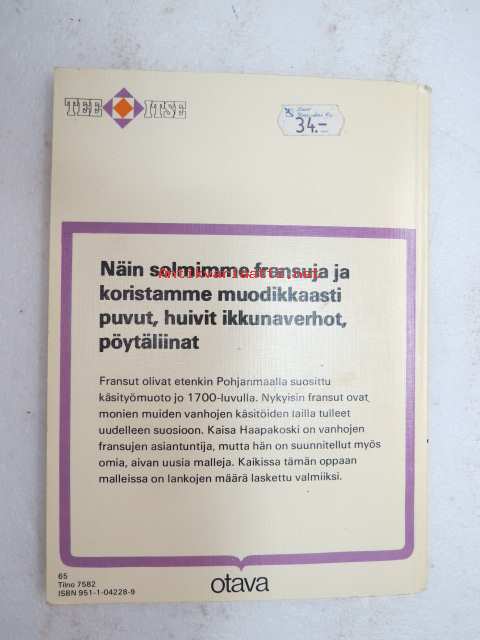 TEE ITSE
34.-
Näin solmimme fransuja ja
koristamme muodikkaasti
puvut, huivit ikkunaverhot,
pöytäliinat
Fransut olivat etenkin Pohjanmaalla suosittu
käsityömuoto jo 1700-luvulla. Nykyisin fransut ovat
monien muiden vanhojen käsitöiden lailla tulleet
uudelleen suosioon. Kaisa Haapakoski on vanhojen
fransujen asiantuntija, mutta hän on suunnitellut myös
omia, aivan uusia malleja. Kaikissa tämän oppaan
malleissa on lankojen määrä laskettu valmiiksi.
65
Tiino 7582
ISBN 951-1-04228-9
otava